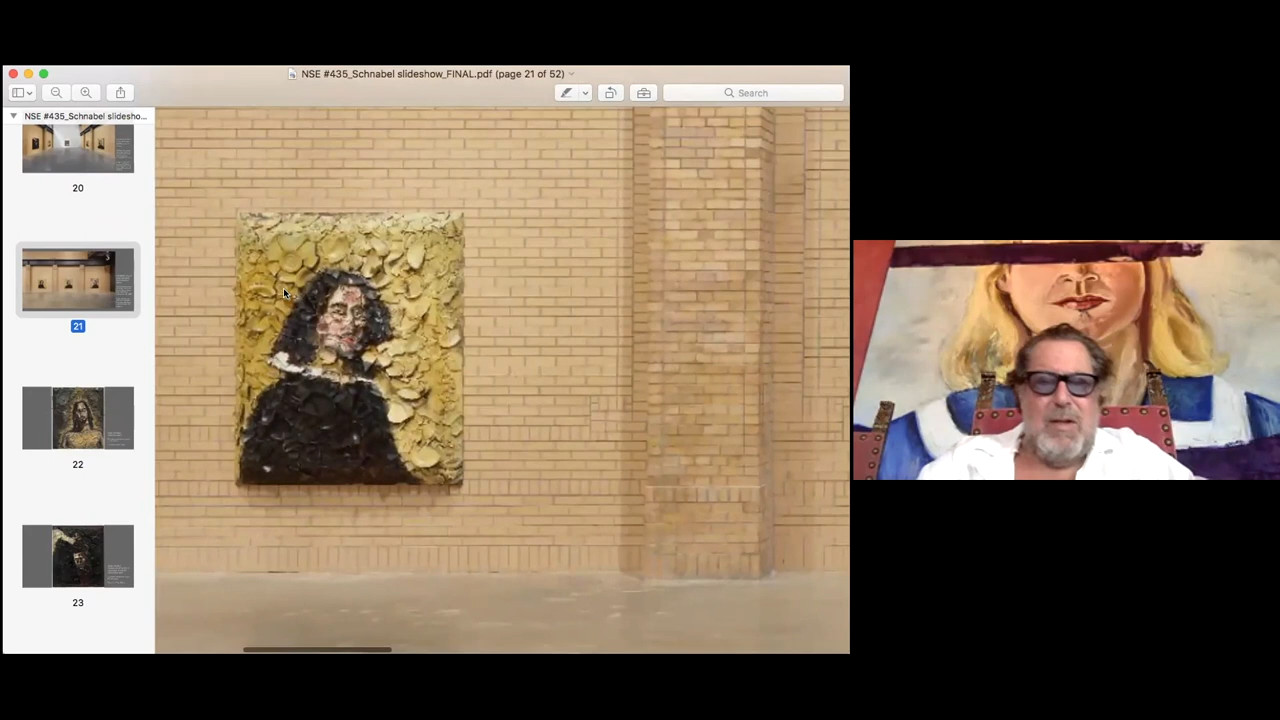 NSE #435_Schnabel slideshow_FINAL.pdf (page 21 of 52)
Search
NSE #435_Schnabel slidesho...
20
21
22
23